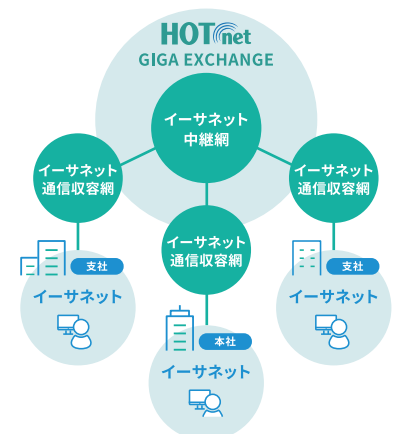 HOTnet
GIGA EXCHANGE
イーサネット
中継網
イーサネット
通信収容網
イーサネット
通信収容網
イーサネット
通信収容網
支社
イーサネット
支社
イーサネット
本社
イーサネット